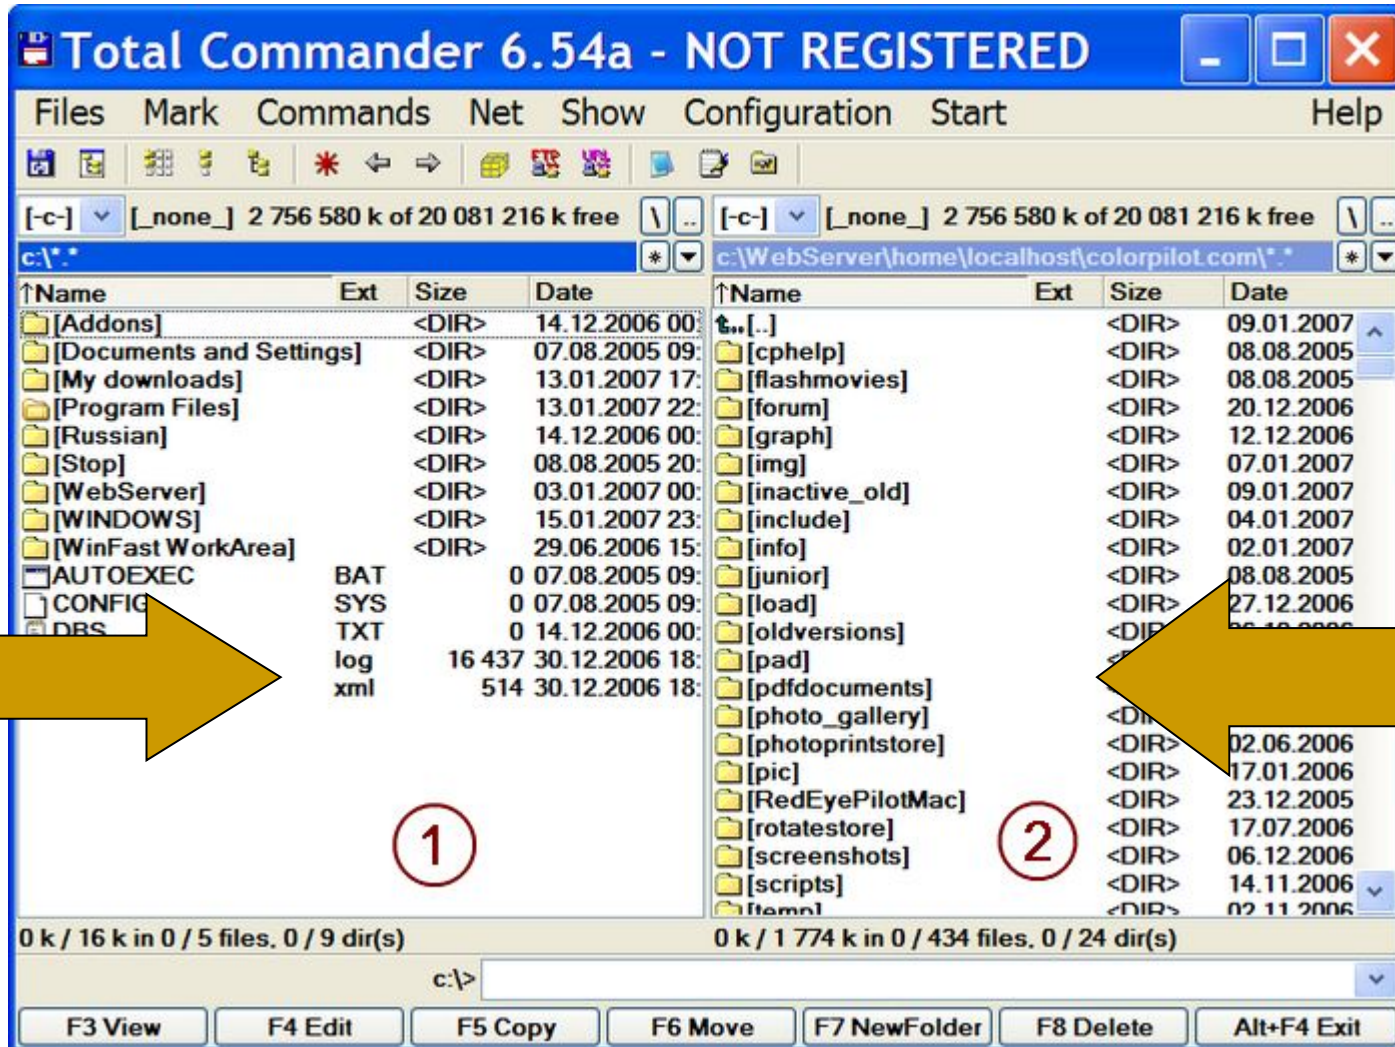 Total Commander 6.54a - NOT REGISTERED
Files Mark Commands Net Show Configuration Start Help
[-c-] [_none_] 2 756 580 k of 20 081 216 k free \ ..
c:\*.* * 
↑Name Ext Size Date
[Addons] <DIR> 14.12.2006 00:
[Documents and Settings] <DIR> 07.08.2005 09:
[My downloads] <DIR> 13.01.2007 17:
[Program Files] <DIR> 13.01.2007 22:
[Russian] <DIR> 14.12.2006 00:
[Stop] <DIR> 08.08.2005 20:
[WebServer] <DIR> 03.01.2007 00:
[WINDOWS] <DIR> 15.01.2007 23:
[WinFast WorkArea] <DIR> 29.06.2006 15:
AUTOEXEC BAT 0 07.08.2005 09:
CONFIG SYS 0 07.08.2005 09:
DBS TXT 0 14.12.2006 00:
log 16 437 30.12.2006 18:
xml 514 30.12.2006 18:
1
0 k / 16 k in 0 / 5 files, 0 / 9 dir(s)
[-c-] [_none_] 2 756 580 k of 20 081 216 k free \ ..
c:\WebServer\home\localhost\colorpilot.com\*.* *
↑Name Ext Size Date
[..] <DIR> 09.01.2007
[cphelp] <DIR> 08.08.2005
[flashmovies] <DIR> 08.08.2005
[forum] <DIR> 20.12.2006
[graph] <DIR> 12.12.2006
[img] <DIR> 07.01.2007
[inactive_old] <DIR> 09.01.2007
[include] <DIR> 04.01.2007
[info] <DIR> 02.01.2007
[junior] <DIR> 08.08.2005
[load] <DIR> 27.12.2006
[oldversions]
[pad]
[pdfdocuments]
[photo_gallery]
[photoprintstore] <DIR> 02.06.2006
[pic] <DIR> 17.01.2006
[RedEyePilotMac] <DIR> 23.12.2005
[rotatestore] <DIR> 17.07.2006
[screenshots] <DIR> 06.12.2006
[scripts] <DIR> 14.11.2006
[temp] <DIR> 02.11.2006
2
0 k / 1 774 k in 0 / 434 files, 0 / 24 dir(s)
c:\>
F3 View F4 Edit F5 Copy F6 Move F7 NewFolder F8 Delete Alt+F4 Exit